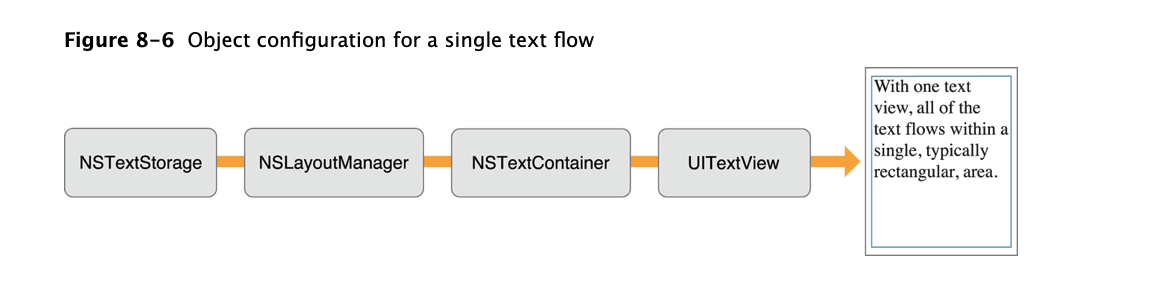 Figure 8-6 Object configuration for a single text flow
NSTextStorage
NSLayoutManager
NSTextContainer
UITextView
With one text
view, all of the
text flows within a
single, typically
rectangular, area.